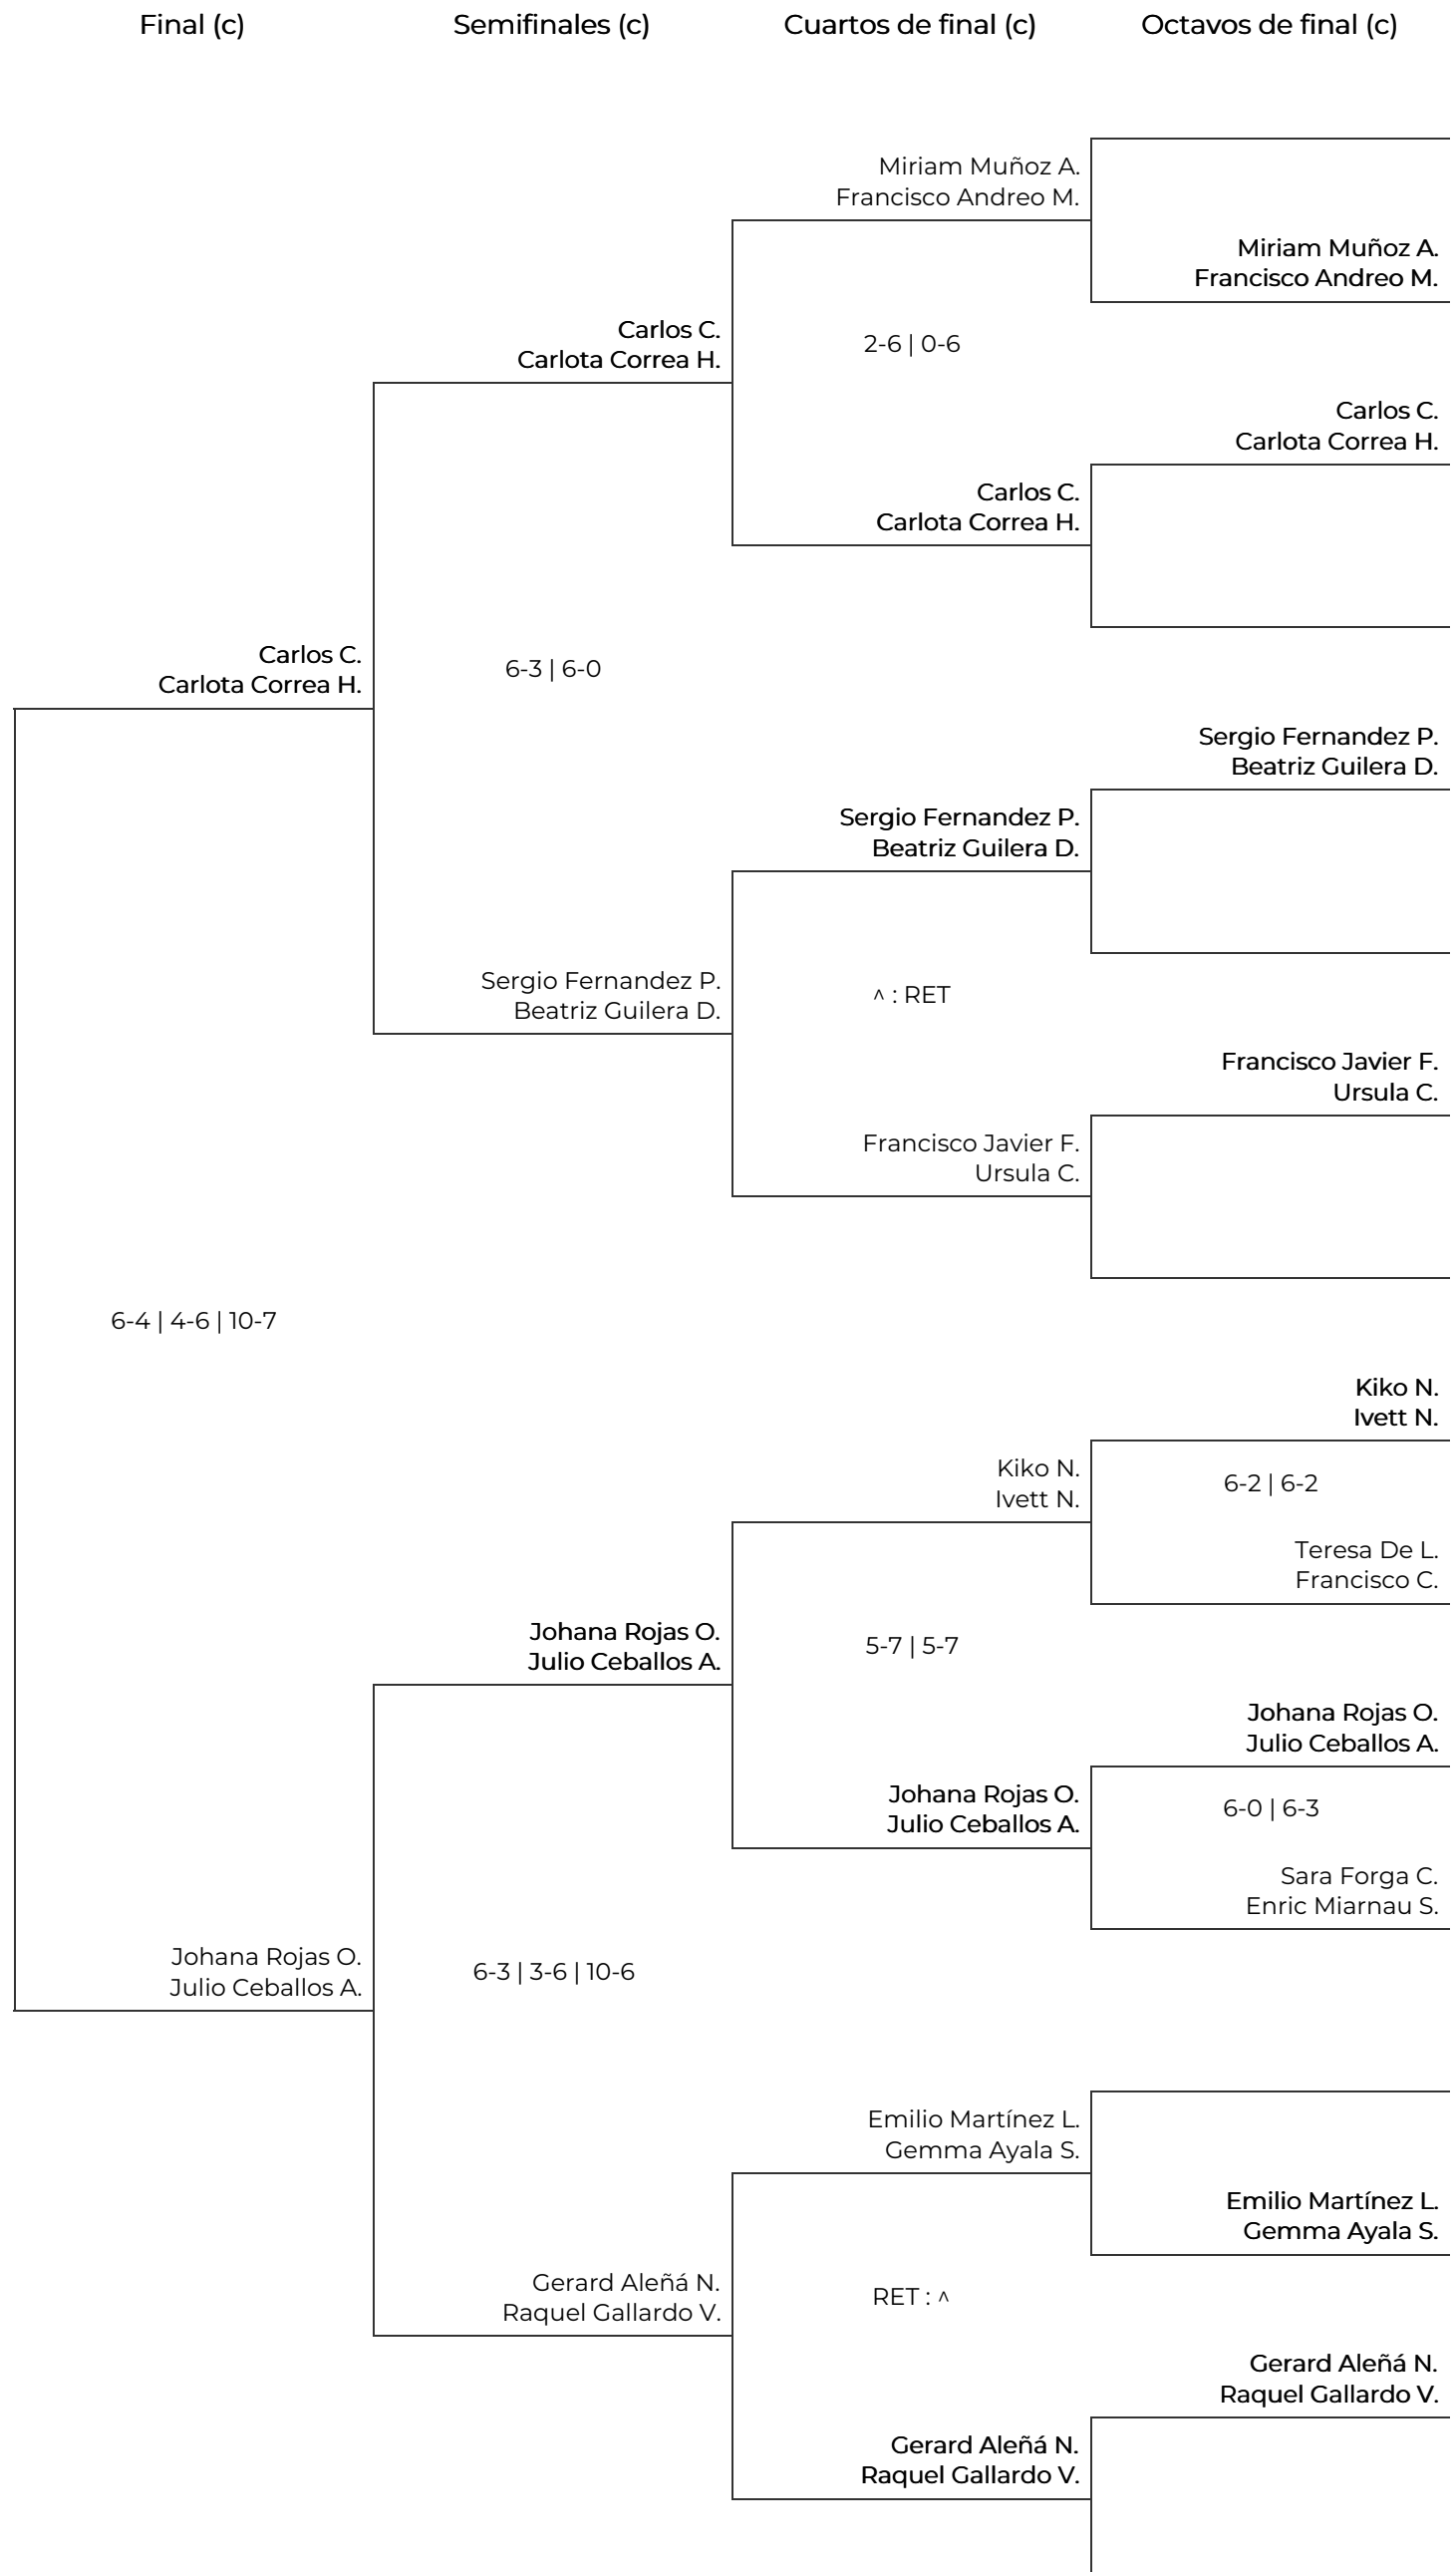 Final (c)
Semifinales (c)
Cuartos de final (c)
Octavos de final (c)
Miriam Muñoz A.
Francisco Andreo M.
Miriam Muñoz A.
Francisco Andreo M.
Carlos C.
Carlota Correa H.
2-6 | 0-6
Carlos C.
Carlota Correa H.
Carlos C.
Carlota Correa H.
Carlos C.
Carlota Correa H.
6-3 | 6-0
Sergio Fernandez P.
Beatriz Guilera D.
Sergio Fernandez P.
Beatriz Guilera D.
Sergio Fernandez P.
Beatriz Guilera D.
^ : RET
Francisco Javier F.
Ursula C.
Francisco Javier F.
Ursula C.
6-4 | 4-6 | 10-7
Kiko N.
Ivett N.
Kiko N.
Ivett N.
6-2 | 6-2
Teresa De L.
Francisco C.
Johana Rojas O.
Julio Ceballos A.
5-7 | 5-7
Johana Rojas O.
Julio Ceballos A.
Johana Rojas O.
Julio Ceballos A.
6-0 | 6-3
Sara Forga C.
Enric Miarnau S.
Johana Rojas O.
Julio Ceballos A.
6-3 | 3-6 | 10-6
Emilio Martínez L.
Gemma Ayala S.
Emilio Martínez L.
Gemma Ayala S.
Gerard Aleñá N.
Raquel Gallardo V.
RET : ^
Gerard Aleñá N.
Raquel Gallardo V.
Gerard Aleñá N.
Raquel Gallardo V.